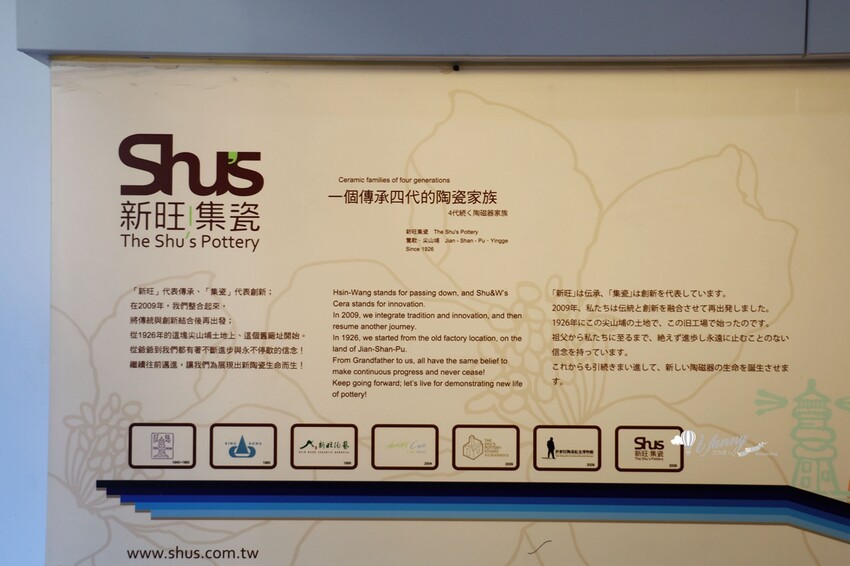 Shu's
新旺集瓷
The Shu's Pottery
Ceramic families of four generations
一個傳承四代的陶瓷家族
4代続く陶磁器家族
新旺集瓷 The Shu's Pottery
鶯歌・尖山埔 Jian - Shan - Pu・Yingge
Since 1926
「新旺」代表傳承、「集瓷」代表創新；
在2009年，我們整合起來，
將傳統與創新結合後再出發；
從1926年的這塊尖山埔土地上、這個舊廠址開始。
從爺爺到我們都有著不斷進步與永不停歇的信念！
繼續往前邁進，讓我們為展現出新陶瓷生命而生！
Hsin-Wang stands for passing down, and Shu&W's
Cera stands for innovation.
In 2009, we integrate tradition and innovation, and then
resume another journey.
In 1926, we started from the old factory location, on the
land of Jian-Shan-Pu.
From Grandfather to us, all have the same belief to
make continuous progress and never cease!
Keep going forward; let's live for demonstrating new life
of pottery!
「新旺」は伝承、「集瓷」は創新を代表しています。
2009年、私たちは伝統と創新を融合させて再出発しました。
1926年にこの尖山埔の土地で、この旧工場で始ったのです。
祖父から私たちに至るまで、絶えず進歩し永遠に止むことのない
信念を持っています。
これからも引続きまい進して、新しい陶磁器の生命を誕生させま
す。
新旺陶藝
Shu's
新旺集瓷
The Shu's Pottery
www.shus.com.tw